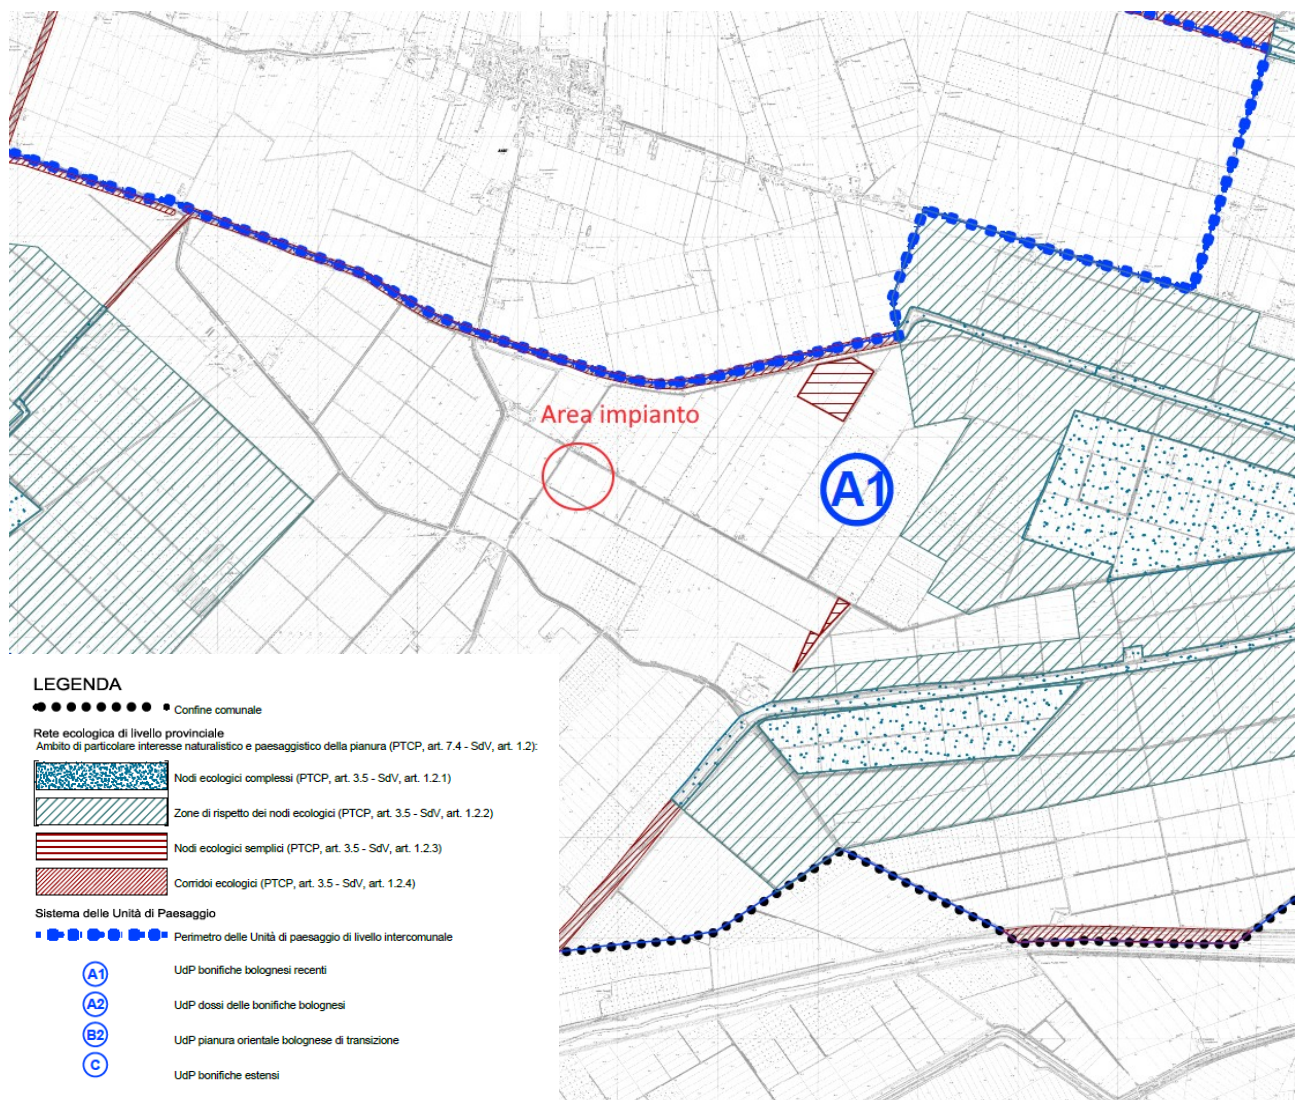 Area impianto
A1
LEGENDA
Confine comunale
Rete ecologica di livello provinciale
Ambito di particolare interesse naturalistico e paesaggistico della pianura (PTCP, art. 7.4 - SdV, art. 1.2):
Nodi ecologici complessi (PTCP, art. 3.5 - SdV, art. 1.2.1)
Zone di rispetto dei nodi ecologici (PTCP, art. 3.5 - SdV, art. 1.2.2)
Nodi ecologici semplici (PTCP, art. 3.5 - SdV, art. 1.2.3)
Corridoi ecologici (PTCP, art. 3.5 - SdV, art. 1.2.4)
Sistema delle Unità di Paesaggio
Perimetro delle Unità di paesaggio di livello intercomunale
A1 UdP bonifiche bolognesi recenti
A2 UdP dossi delle bonifiche bolognesi
B2 UdP pianura orientale bolognese di transizione
C UdP bonifiche estensi